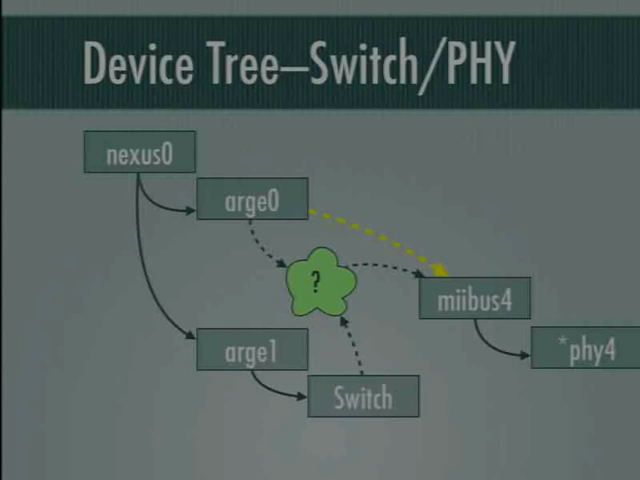 Device Tree–Switch/PHY
nexus0
arge0
?
miibus4
arge1
*phy4
Switch